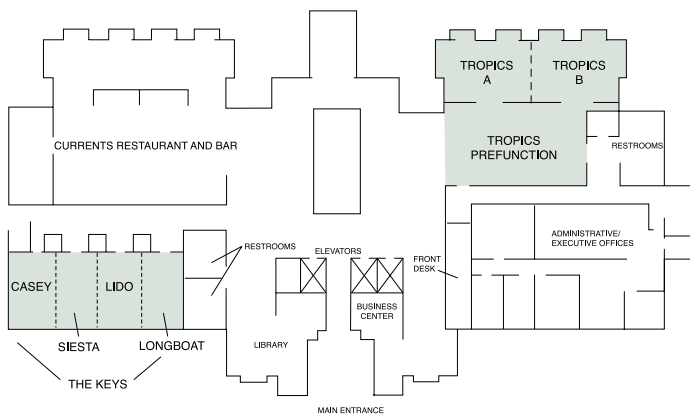 TROPICS
A
TROPICS
B
CURRENTS RESTAURANT AND BAR
TROPICS
PREFUNCTION
RESTROOMS
RESTROOMS
ELEVATORS
FRONT
DESK
ADMINISTRATIVE/
EXECUTIVE OFFICES
CASEY
LIDO
BUSINESS
CENTER
SIESTA
LONGBOAT
LIBRARY
THE KEYS
MAIN ENTRANCE